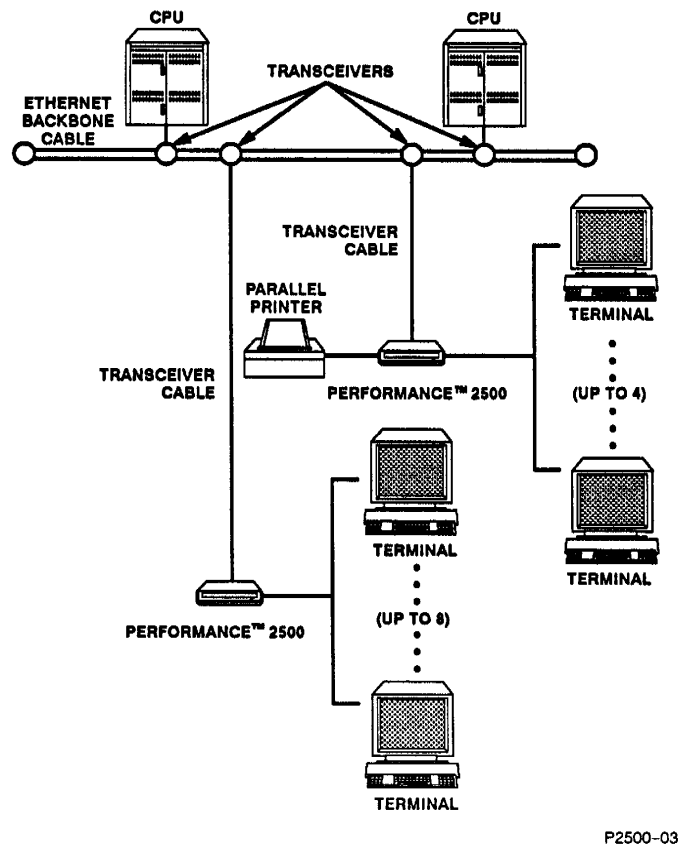 CPU
CPU
TRANSCEIVERS
ETHERNET
BACKBONE
CABLE
TRANSCEIVER
CABLE
PARALLEL
PRINTER
TERMINAL
TRANSCEIVER
CABLE
PERFORMANCE™ 2500
(UP TO 4)
TERMINAL
TERMINAL
PERFORMANCE™ 2500
(UP TO 8)
TERMINAL
P2500-03